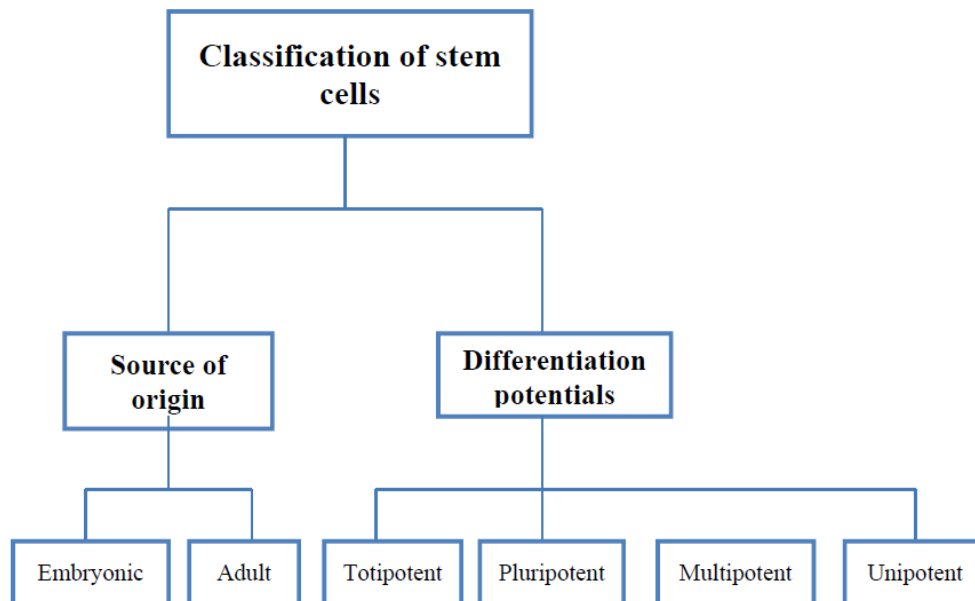 Classification of stem
cells
Source of
origin
Differentiation
potentials
Embryonic
Adult
Totipotent
Pluripotent
Multipotent
Unipotent